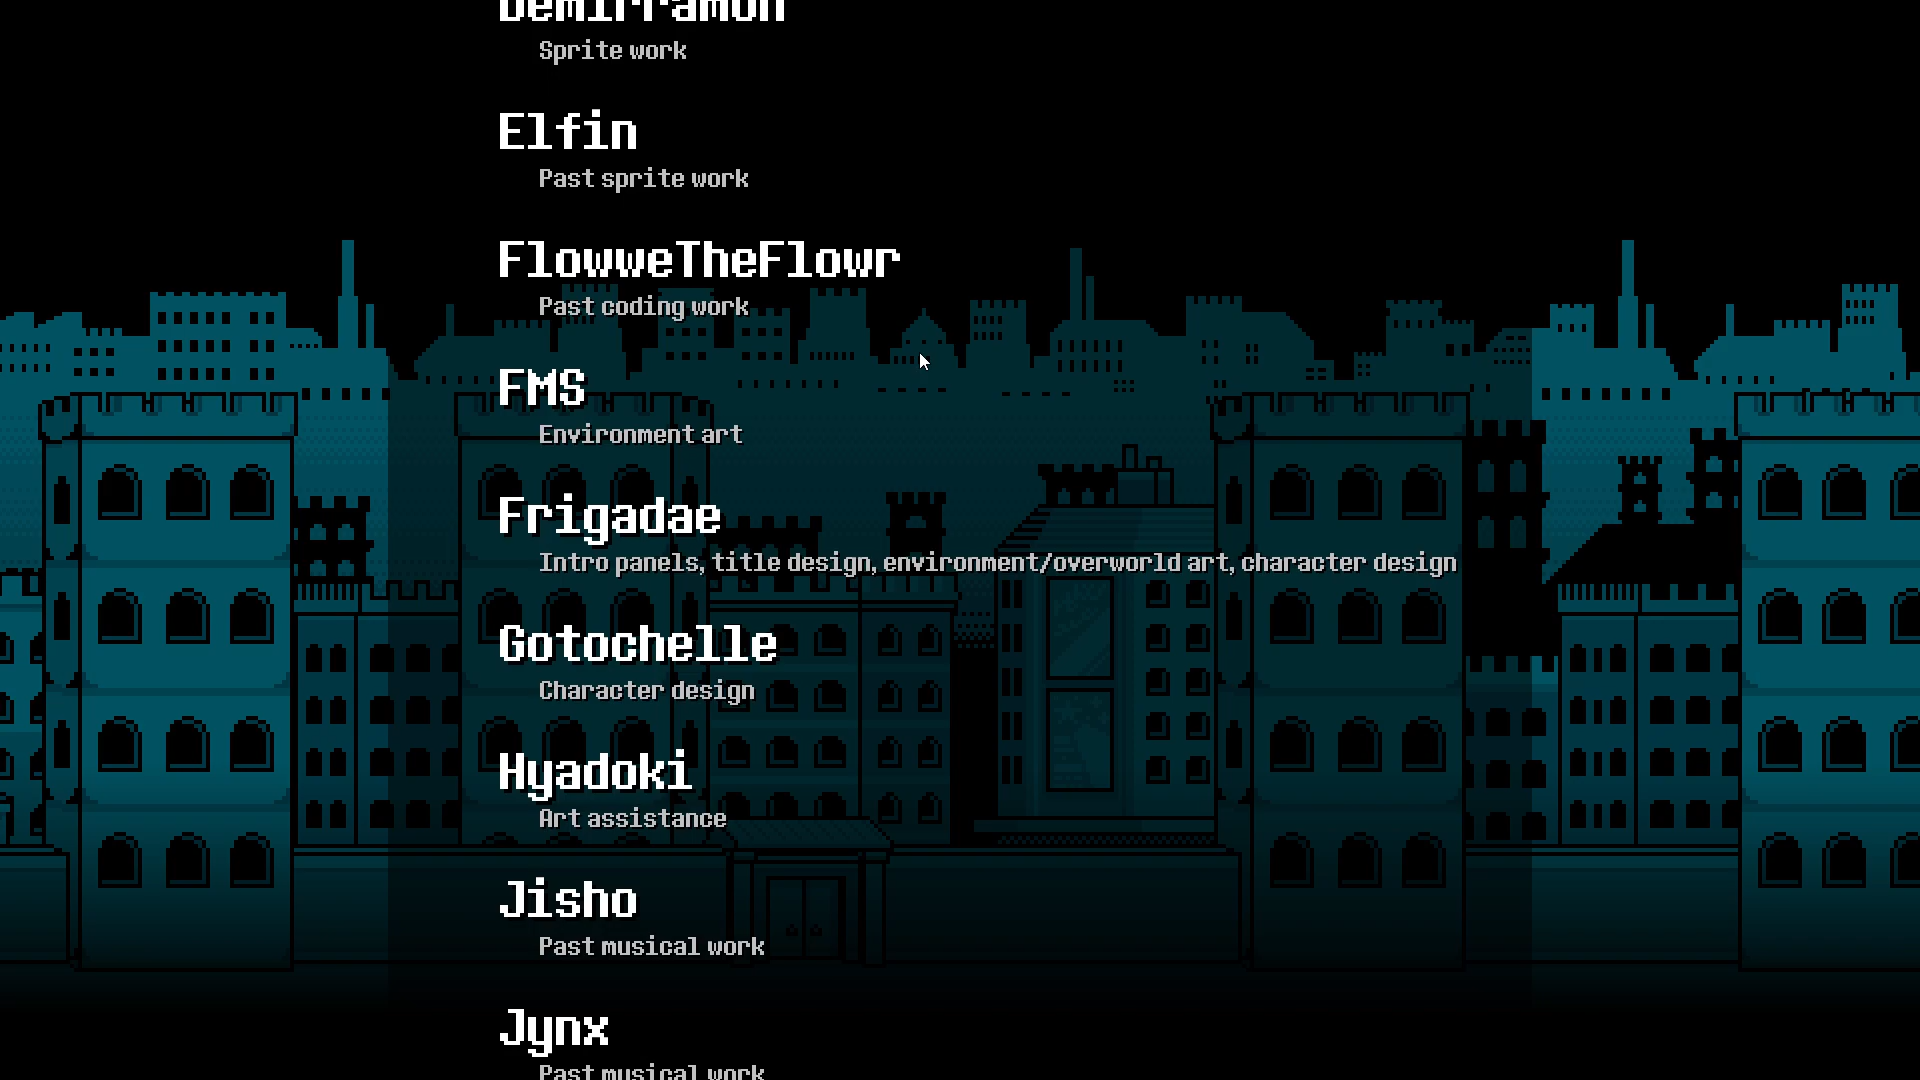 Demirramon
Sprite work
Elfin
Past sprite work
FlowweTheFlowr
Past coding work
FMS
Environment art
Frigadae
Intro panels, title design, environment/overworld art, character design
Gotochelle
Character design
Hyadoki
Art assistance
Jisho
Past musical work
Jynx
Past musical work